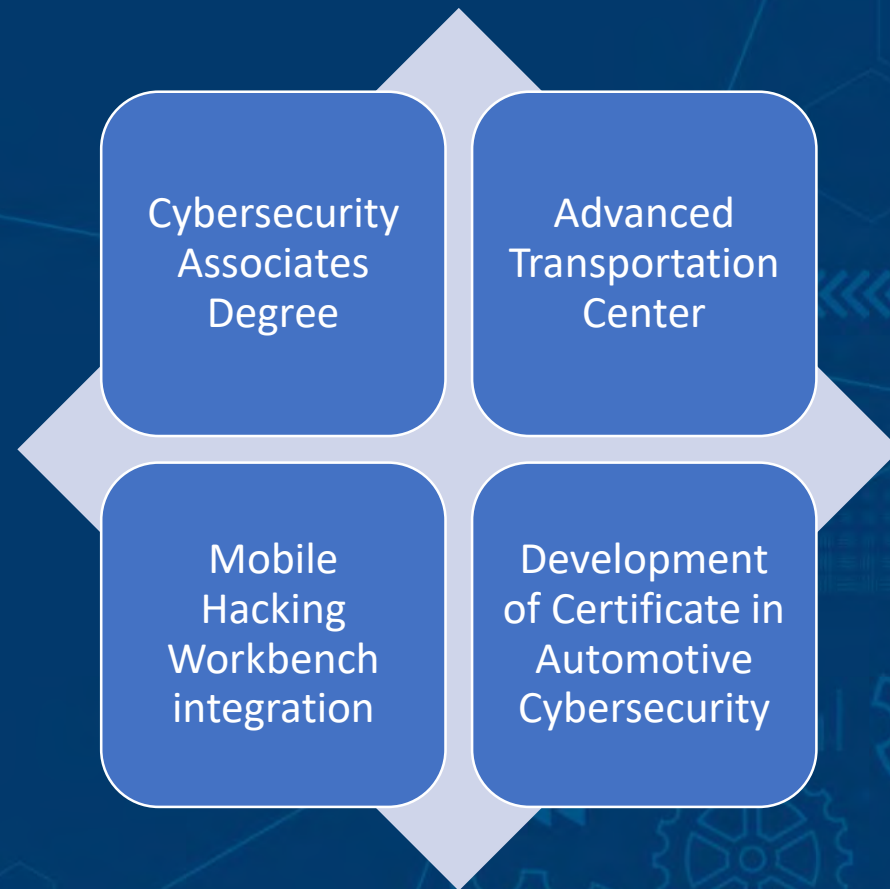 Cybersecurity
Associates
Degree
Advanced
Transportation
Center
Mobile
Hacking
Workbench
integration
Development
of Certificate in
Automotive
Cybersecurity